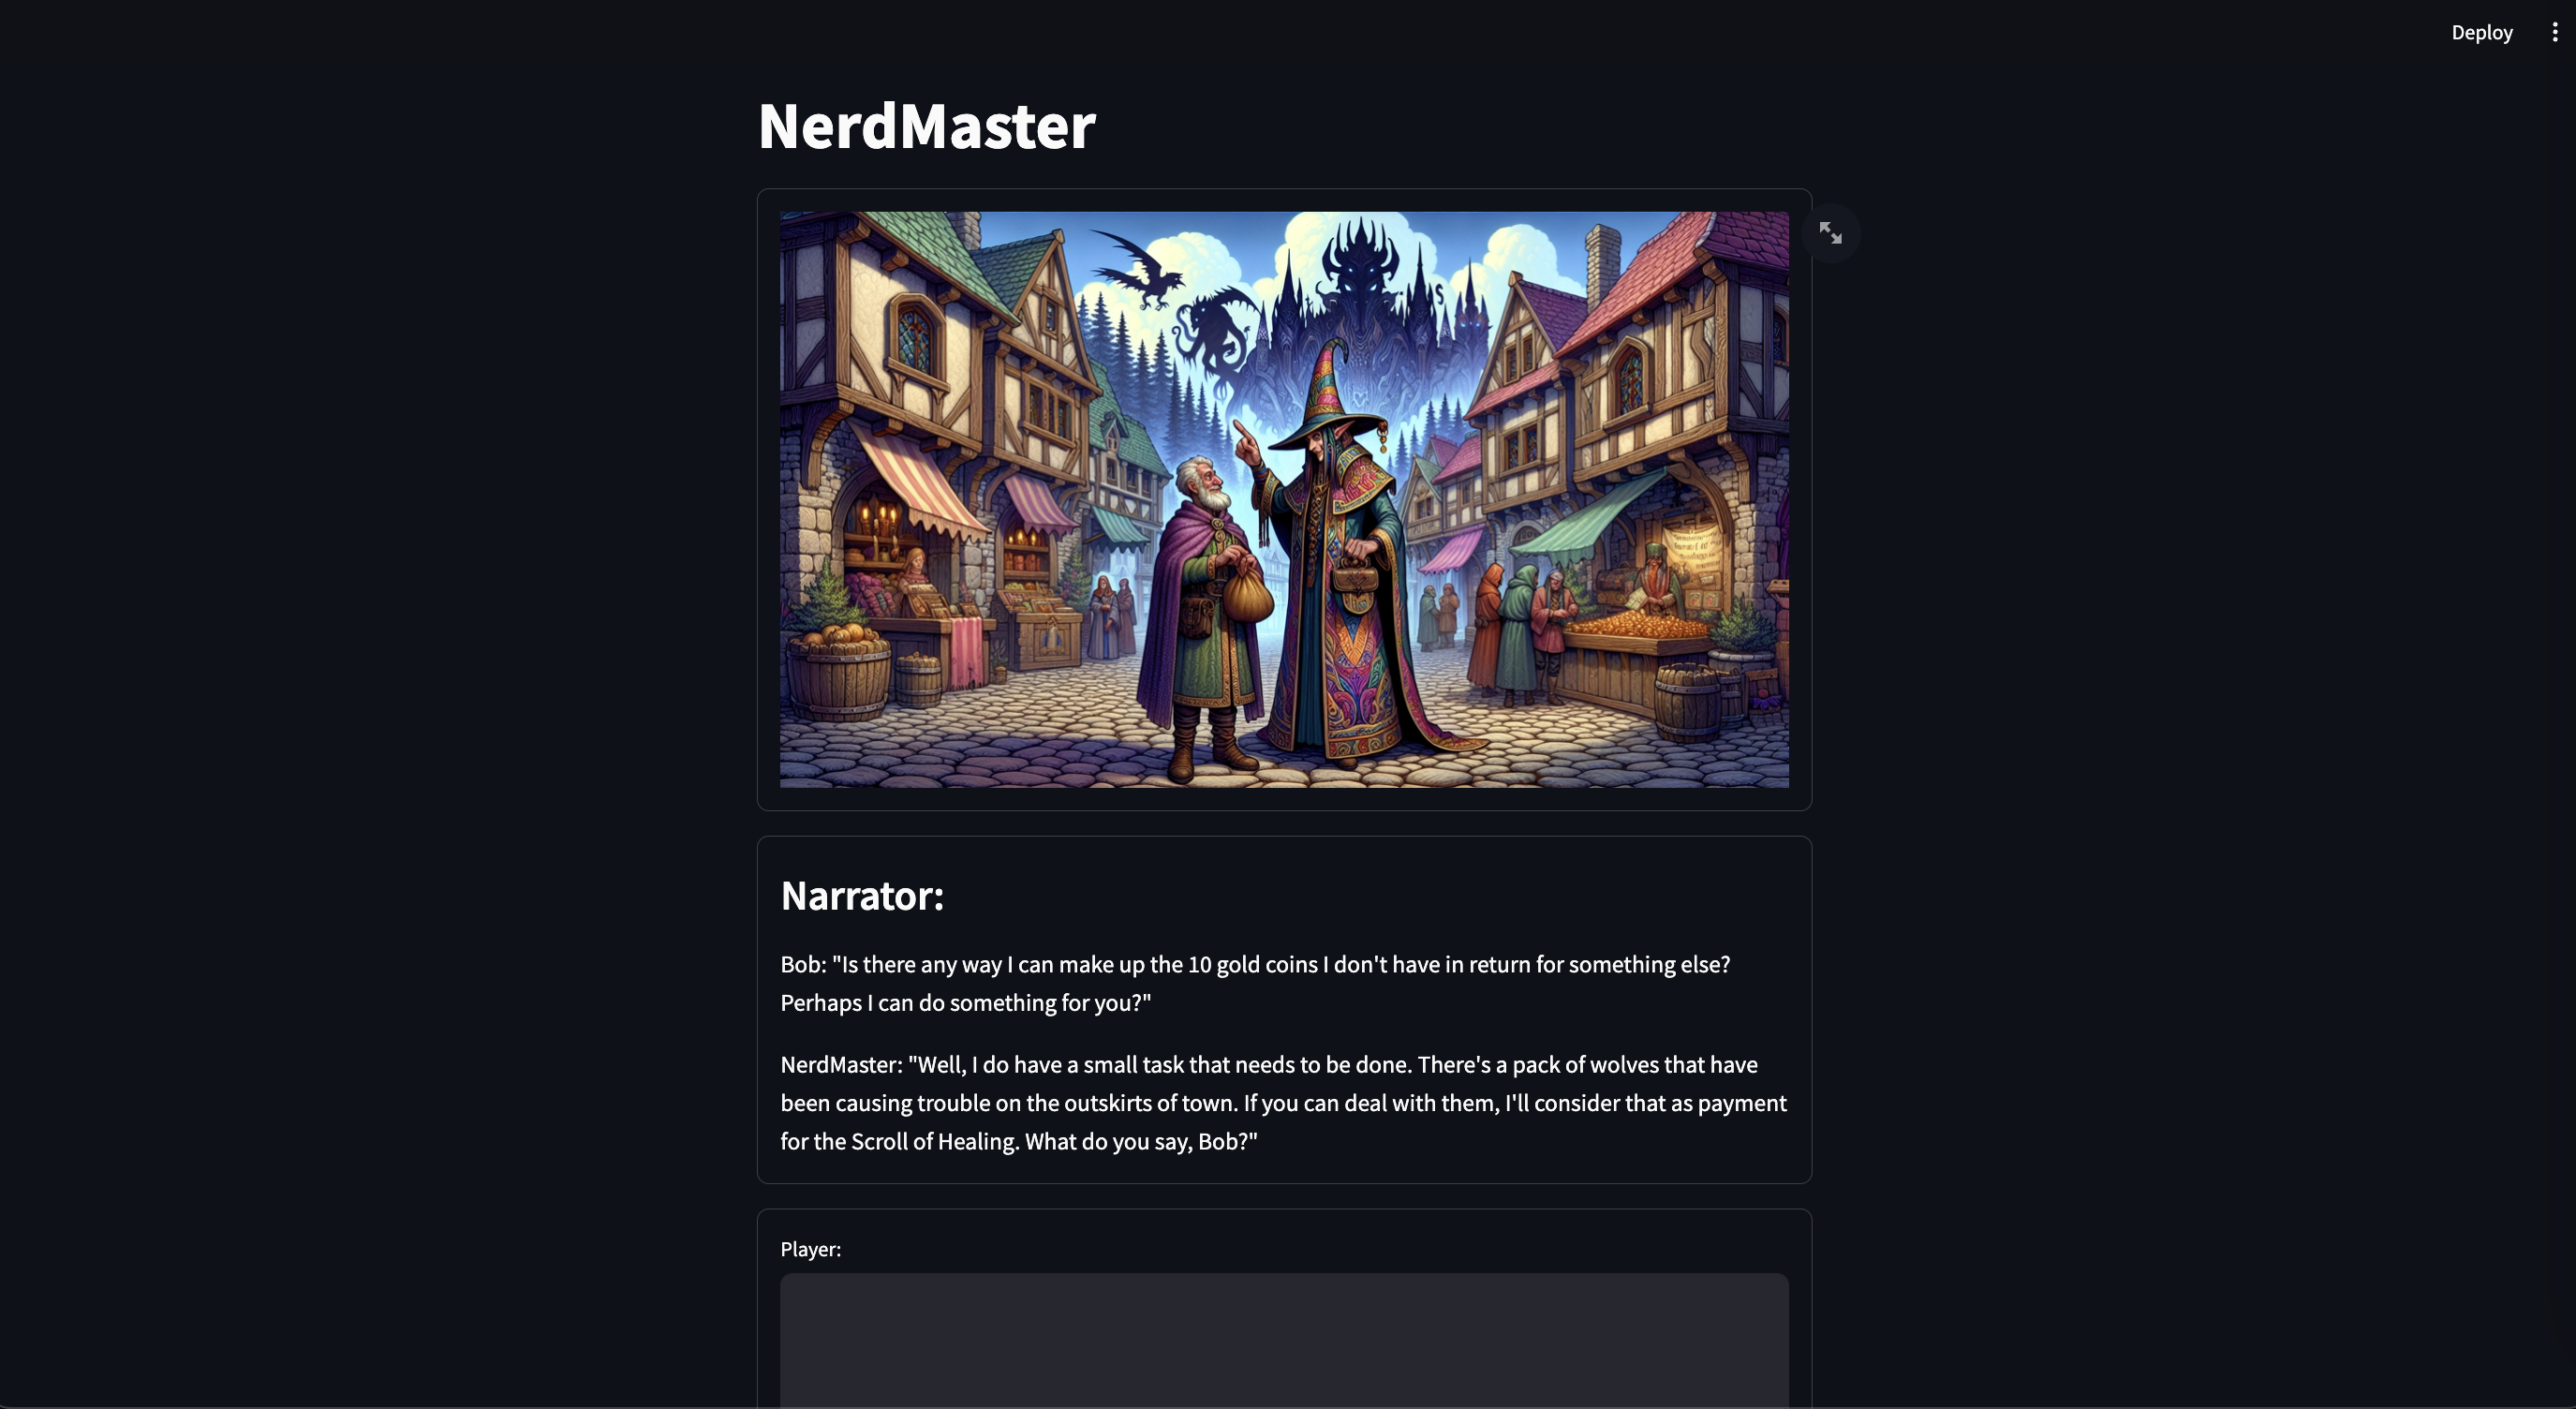 Deploy
NerdMaster
Narrator:
Bob: "Is there any way I can make up the 10 gold coins I don't have in return for something else?
Perhaps I can do something for you?"
NerdMaster: "Well, I do have a small task that needs to be done. There's a pack of wolves that have
been causing trouble on the outskirts of town. If you can deal with them, I'll consider that as payment
for the Scroll of Healing. What do you say, Bob?"
Player: